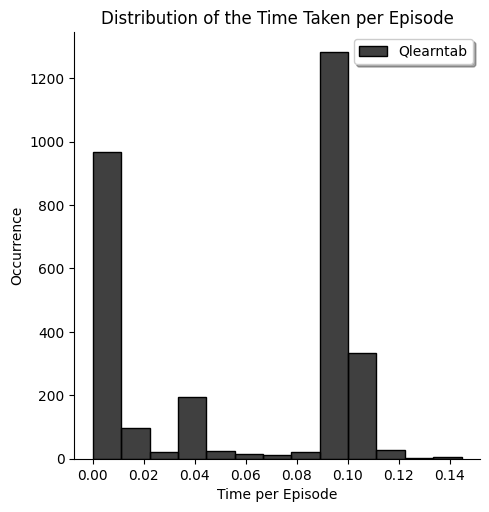 Distribution of the Time Taken per Episode
Qlearntab
Occurrence
1200
1000
800
600
400
200
0
0.00 0.02 0.04 0.06 0.08 0.10 0.12 0.14
Time per Episode